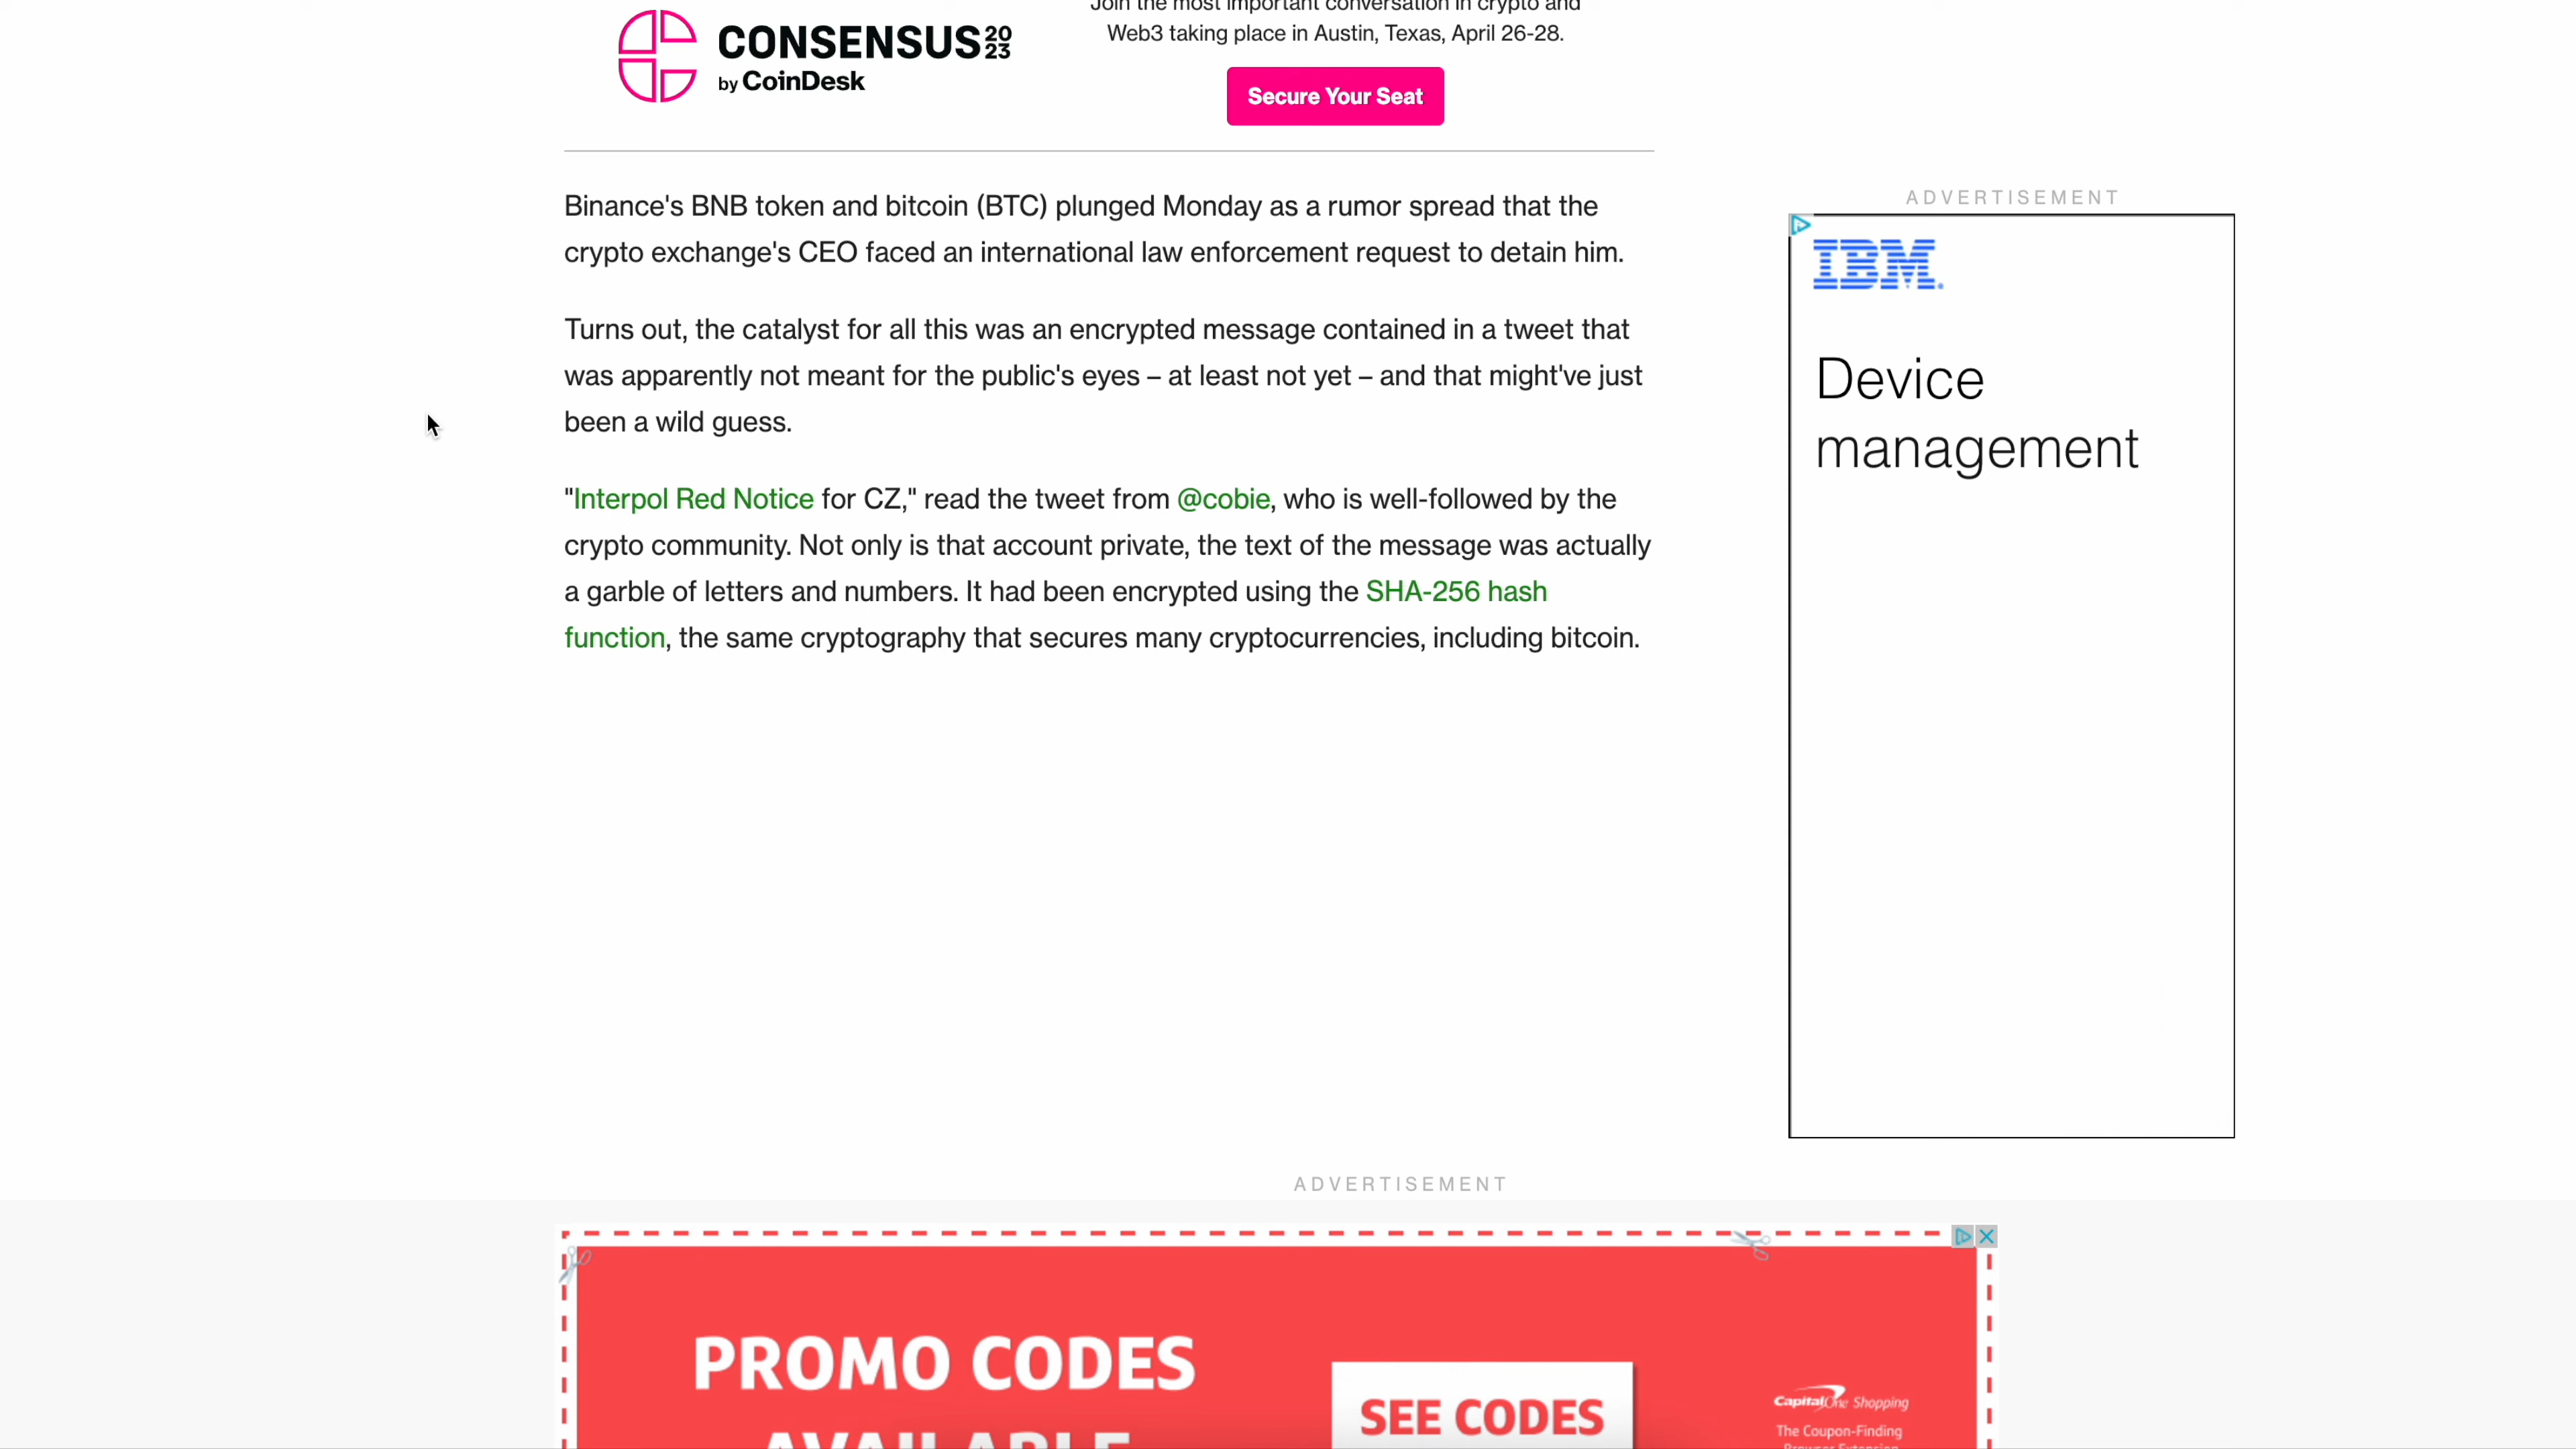 Join the most important conversation in crypto and
Web3 taking place in Austin, Texas, April 26-28.
CONSENSUS 20
23
by CoinDesk
Secure Your Seat
Binance's BNB token and bitcoin (BTC) plunged Monday as a rumor spread that the
crypto exchange's CEO faced an international law enforcement request to detain him.
Turns out, the catalyst for all this was an encrypted message contained in a tweet that
was apparently not meant for the public's eyes – at least not yet – and that might've just
been a wild guess.
"Interpol Red Notice for CZ," read the tweet from @cobie, who is well-followed by the
crypto community. Not only is that account private, the text of the message was actually
a garble of letters and numbers. It had been encrypted using the SHA-256 hash
function, the same cryptography that secures many cryptocurrencies, including bitcoin.
ADVERTISEMENT
IBM.
Device
management
ADVERTISEMENT
PROMO CODES
AVAILABLE
SEE CODES
CapitalOne Shopping
The Coupon-Finding
Browser Extension